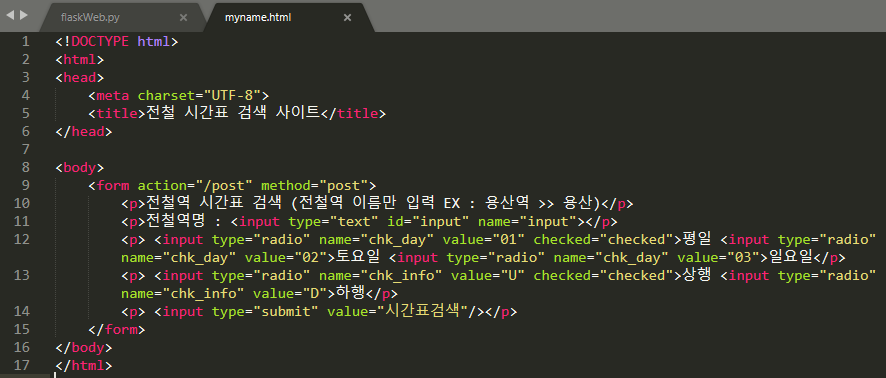 flaskWeb.py × myname.html ×
1 <!DOCTYPE html>
2 <html>
3 <head>
4 <meta charset="UTF-8">
5 <title>전철 시간표 검색 사이트</title>
6 </head>
7
8 <body>
9 <form action="/post" method="post">
10 <p>전철역 시간표 검색 (전철역 이름만 입력 EX : 용산역 >> 용산)</p>
11 <p>전철역명 : <input type="text" id="input" name="input"></p>
12 <p> <input type="radio" name="chk_day" value="01" checked="checked">평일 <input type="radio"
name="chk_day" value="02">토요일 <input type="radio" name="chk_day" value="03">일요일</p>
13 <p> <input type="radio" name="chk_info" value="U" checked="checked">상행 <input type="radio"
name="chk_info" value="D">하행</p>
14 <p> <input type="submit" value="시간표검색"/></p>
15 </form>
16 </body>
17 </html>